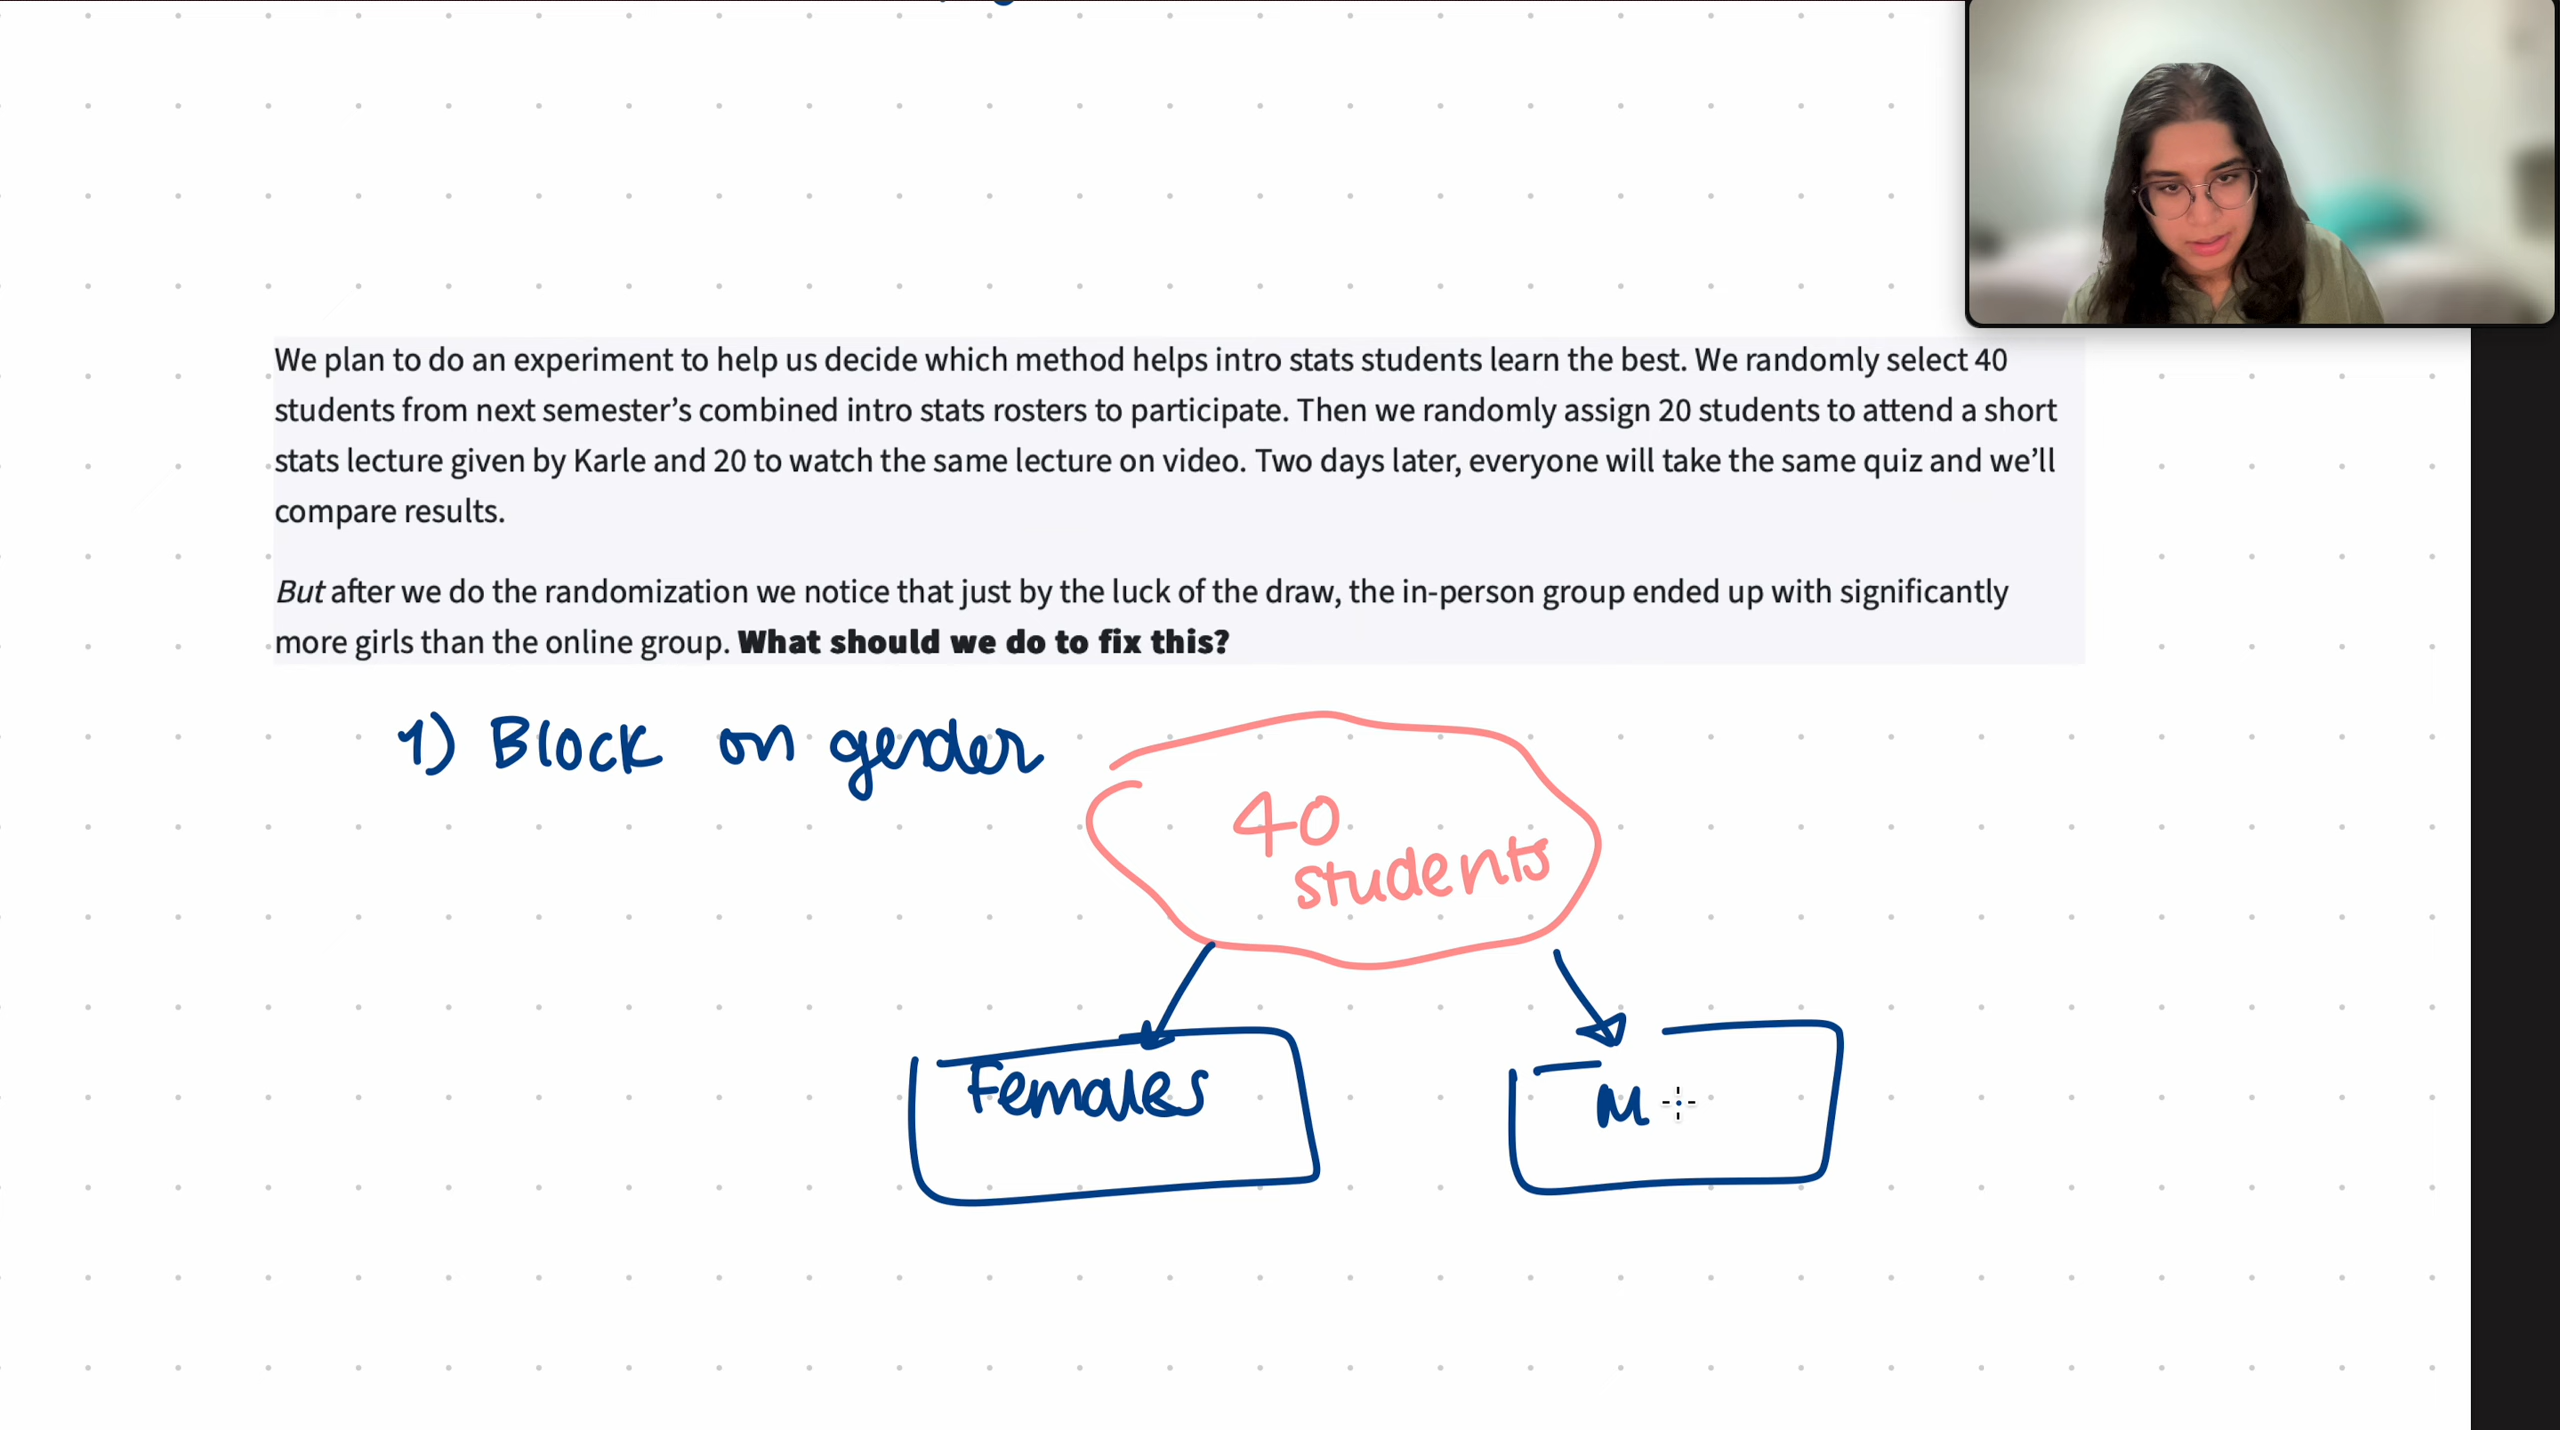 We plan to do an experiment to help us decide which method helps intro stats students learn the best. We randomly select 40
students from next semester's combined intro stats rosters to participate. Then we randomly assign 20 students to attend a short
stats lecture given by Karle and 20 to watch the same lecture on video. Two days later, everyone will take the same quiz and we'll
compare results.
But after we do the randomization we notice that just by the luck of the draw, the in-person group ended up with significantly
more girls than the online group. What should we do to fix this?
1) Block on gender
40
students
Females
M